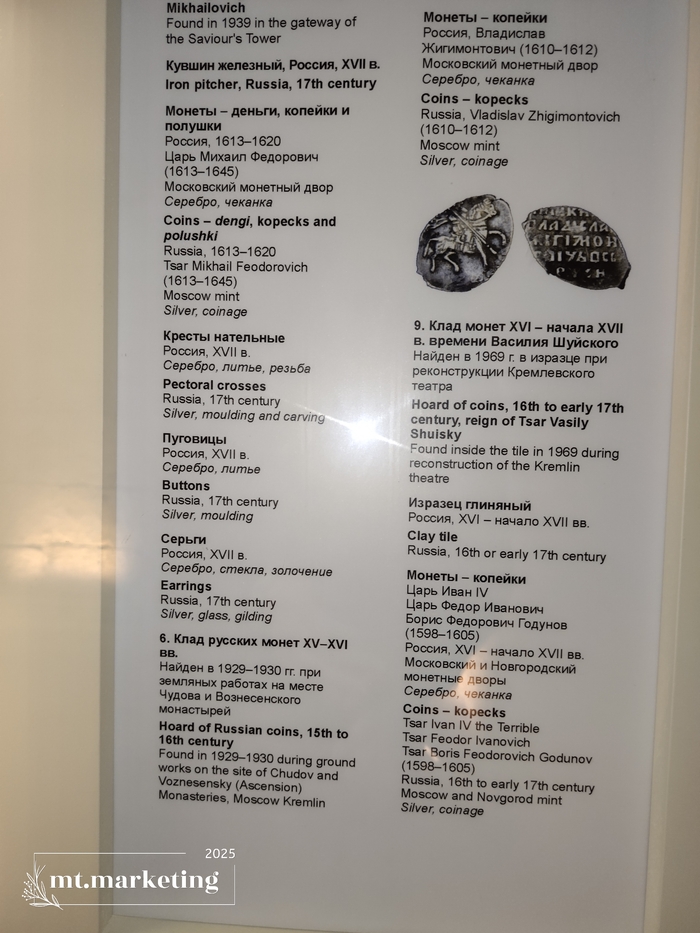 Mikhailovich
Found in 1939 in the gateway of
the Saviour's Tower
Кувшин железный, Россия, XVII в.
Iron pitcher, Russia, 17th century
Монеты – деньги, копейки и
полушки
Россия, 1613–1620
Царь Михаил Федорович
(1613–1645)
Московский монетный двор
Серебро, чеканка
Coins – dengi, kopecks and
polushki
Russia, 1613–1620
Tsar Mikhail Feodorovich
(1613–1645)
Moscow mint
Silver, coinage
Кресты нательные
Россия, XVII в.
Серебро, литье, резьба
Pectoral crosses
Russia, 17th century
Silver, moulding and carving
Пуговицы
Россия, XVII в.
Серебро, литье
Buttons
Russia, 17th century
Silver, moulding
Серьги
Россия, XVII в.
Серебро, стекла, золочение
Earrings
Russia, 17th century
Silver, glass, gilding
6. Клад русских монет XV–XVI
вв.
Найден в 1929–1930 гг. при
земляных работах на месте
Чудова и Вознесенского
монастырей
Hoard of Russian coins, 15th to
16th century
Found in 1929–1930 during ground
works on the site of Chudov and
Voznesensky (Ascension)
Monasteries, Moscow Kremlin
Монеты – копейки
Россия, Владислав
Жигимонтович (1610–1612)
Московский монетный двор
Серебро, чеканка
Coins – kopecks
Russia, Vladislav Zhigimontovich
(1610–1612)
Moscow mint
Silver, coinage
9. Клад монет XVI – начала XVII
в. времени Василия Шуйского
Найден в 1969 г. в изразце при
реконструкции Кремлевского
театра
Hoard of coins, 16th to early 17th
century, reign of Tsar Vasily
Shuisky
Found inside the tile in 1969 during
reconstruction of the Kremlin
theatre
Изразец глиняный
Россия, XVI – начало XVII вв.
Clay tile
Russia, 16th or early 17th century
Монеты – копейки
Царь Иван IV
Царь Федор Иванович
Борис Федорович Годунов
(1598–1605)
Россия, XVI – начало XVII вв.
Московский и Новгородский
монетные дворы
Серебро, чеканка
Coins – kopecks
Tsar Ivan IV the Terrible
Tsar Feodor Ivanovich
Tsar Boris Feodorovich Godunov
(1598–1605)
Russia, 16th to early 17th century
Moscow and Novgorod mint
Silver, coinage
2025
mt.marketing